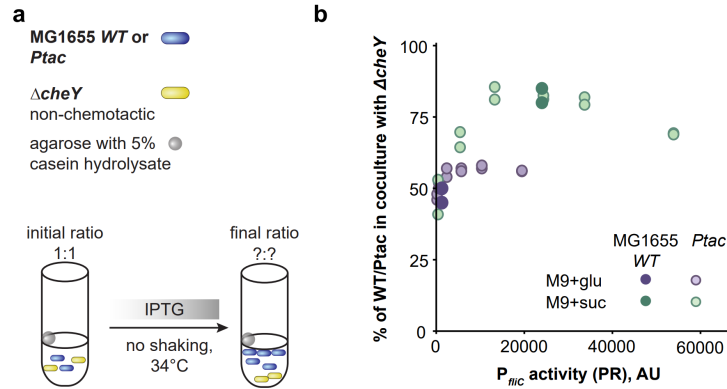 a
MG1655 WT or
Ptac
ΔcheY
non-chemotactic
agarose with 5%
casein hydrolysate
initial ratio
1:1
final ratio
?:?
IPTG
no shaking,
34°C
b
% of WT/Ptac in coculture with ΔcheY
100
75
50
25
0
0
20000
40000
60000
PfliC activity (PR), AU
MG1655
WT
Ptac
M9+glu
M9+suc